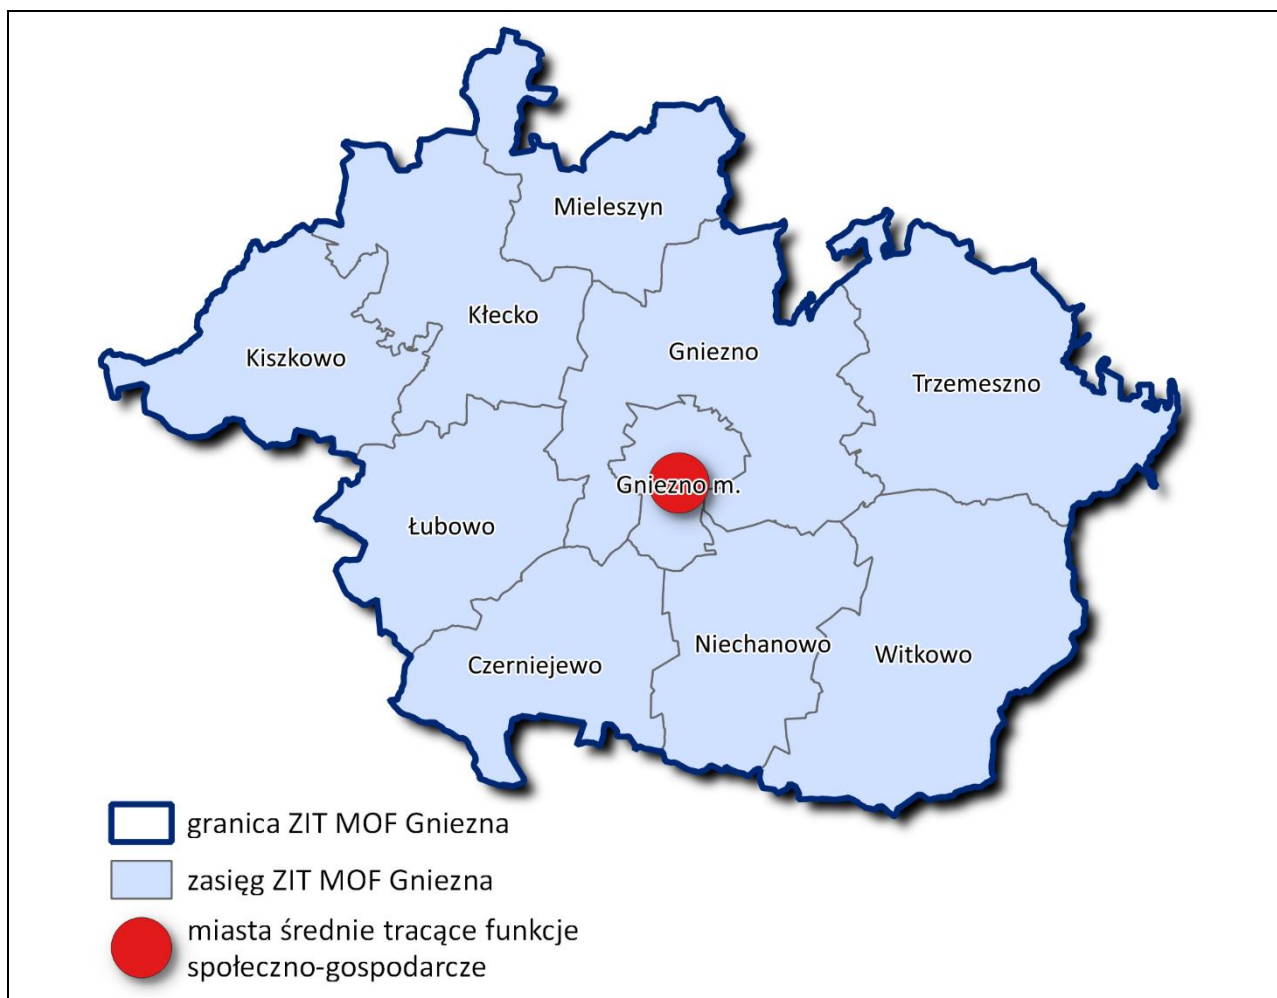 Mieleszyn
Kłecko
Kiszkowo
Gniezno
Trzemeszno
Gniezno m.
Łubowo
Niechanowo
Witkowo
Czerniejewo
granica ZIT MOF Gniezna
zasięg ZIT MOF Gniezna
miasta średnie tracące funkcje
społeczno-gospodarcze